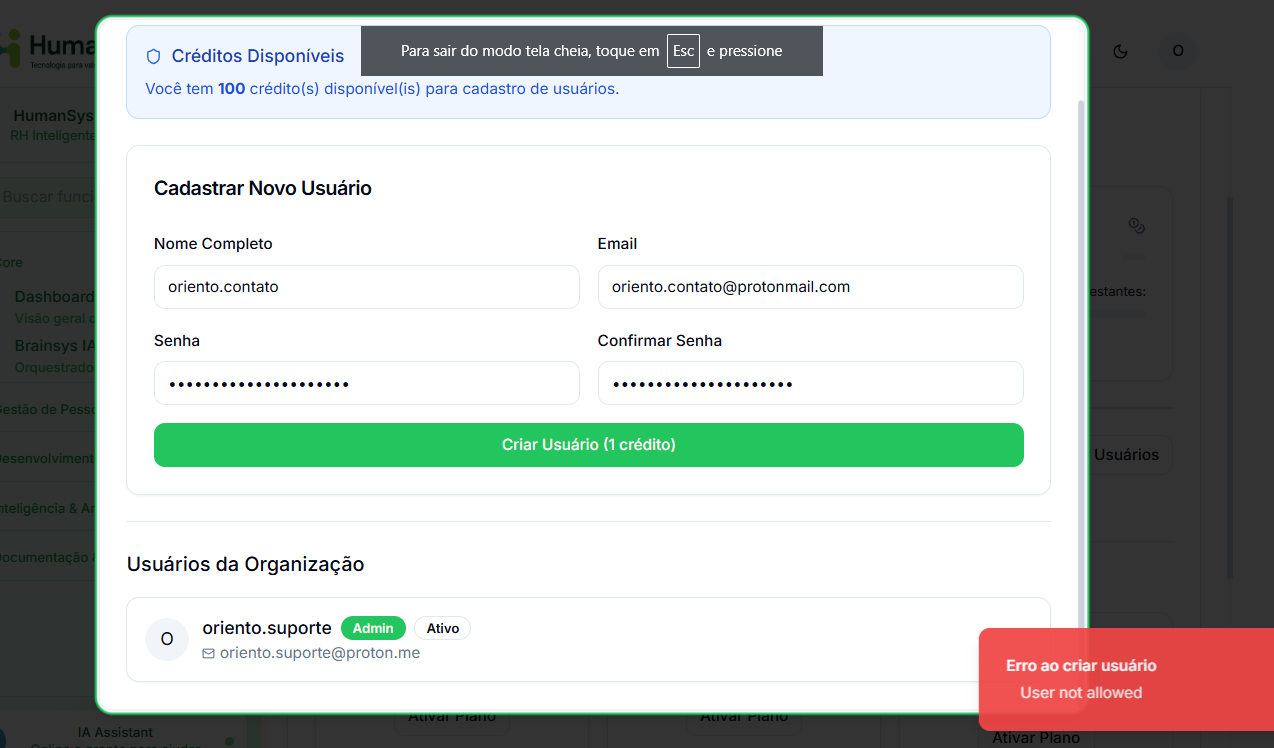 Huma
Tecnologia para val
Créditos Disponíveis
Para sair do modo tela cheia, toque em Esc e pressione
O
Você tem 100 crédito(s) disponível(is) para cadastro de usuários.
HumanSys
RH Inteligente
Buscar funci
Cadastrar Novo Usuário
Nome Completo
Email
Core
oriento.contato
oriento.contato@protonmail.com
Dashboard
estantes:
Visão geral
Senha
Confirmar Senha
Brainsys IA
Orquestrado
•••••••••••••••••••••
•••••••••••••••••••••
Gestão de Pesso
Criar Usuário (1 crédito)
Usuários
Desenvolviment
Inteligência & An
Documentação
Usuários da Organização
O
oriento.suporte
Admin
Ativo
oriento.suporte@proton.me
Erro ao criar usuário
User not allowed
Ativar Plano
Ativar Plano
IA Assistant
Ativar Plano